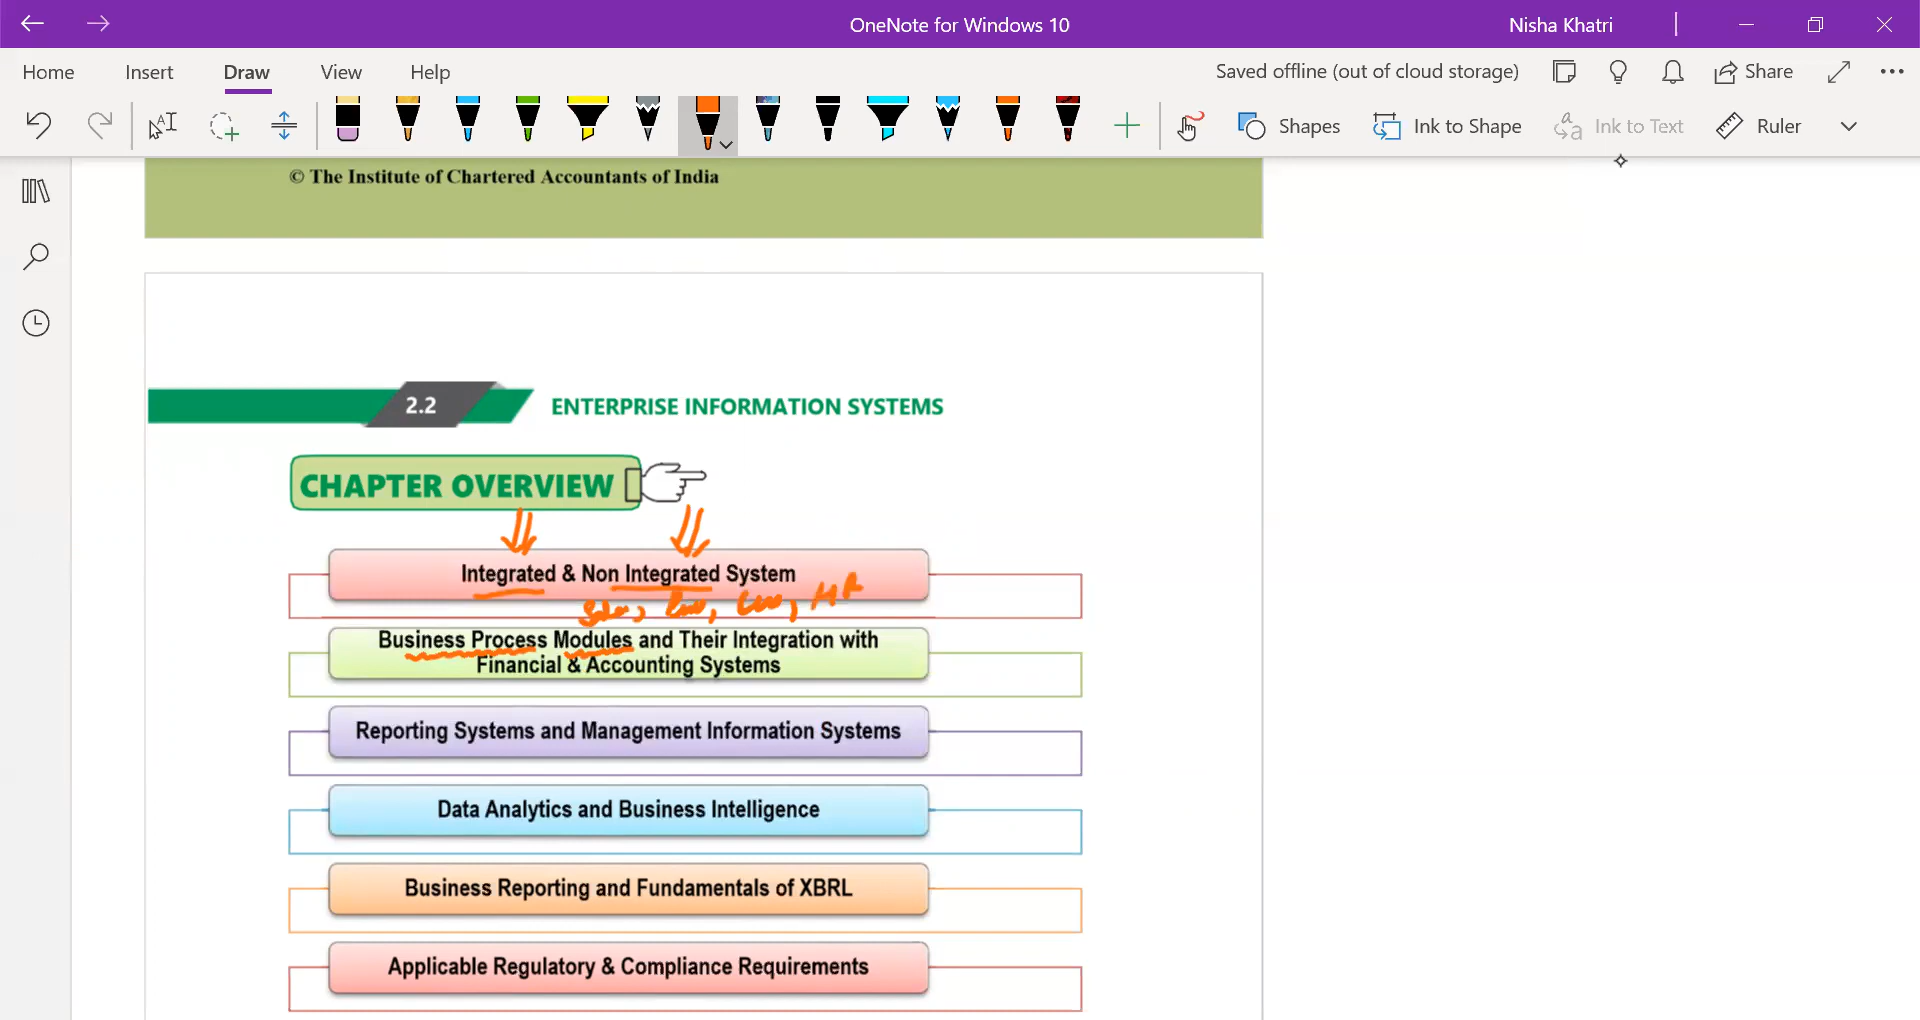 OneNote for Windows 10
Nisha Khatri
Home Insert Draw View Help
Saved offline (out of cloud storage)
Share
Shapes
Ink to Shape
Ink to Text
Ruler
© The Institute of Chartered Accountants of India
2.2
ENTERPRISE INFORMATION SYSTEMS
CHAPTER OVERVIEW
Integrated & Non Integrated System
HR
Business Process Modules and Their Integration with
Financial & Accounting Systems
Reporting Systems and Management Information Systems
Data Analytics and Business Intelligence
Business Reporting and Fundamentals of XBRL
Applicable Regulatory & Compliance Requirements